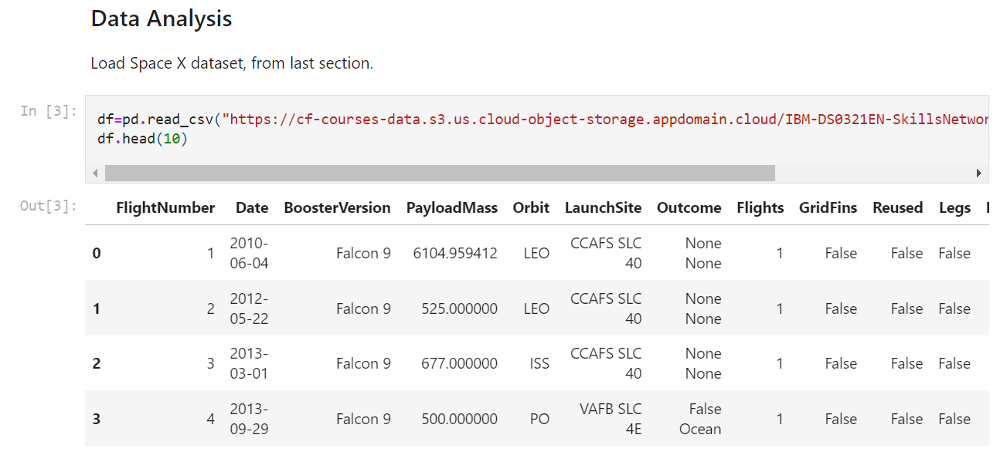 Data Analysis
Load Space X dataset, from last section.
In [3]:
df=pd.read_csv("https://cf-courses-data.s3.us.cloud-object-storage.appdomain.cloud/IBM-DS0321EN-SkillsNetwor
df.head(10)
Out[3]:
FlightNumber Date BoosterVersion PayloadMass Orbit LaunchSite Outcome Flights GridFins Reused Legs
0 1 2010-06-04 Falcon 9 6104.959412 LEO CCAFS SLC 40 None None 1 False False False
1 2 2012-05-22 Falcon 9 525.000000 LEO CCAFS SLC 40 None None 1 False False False
2 3 2013-03-01 Falcon 9 677.000000 ISS CCAFS SLC 40 None None 1 False False False
3 4 2013-09-29 Falcon 9 500.000000 PO VAFB SLC 4E False Ocean 1 False False False